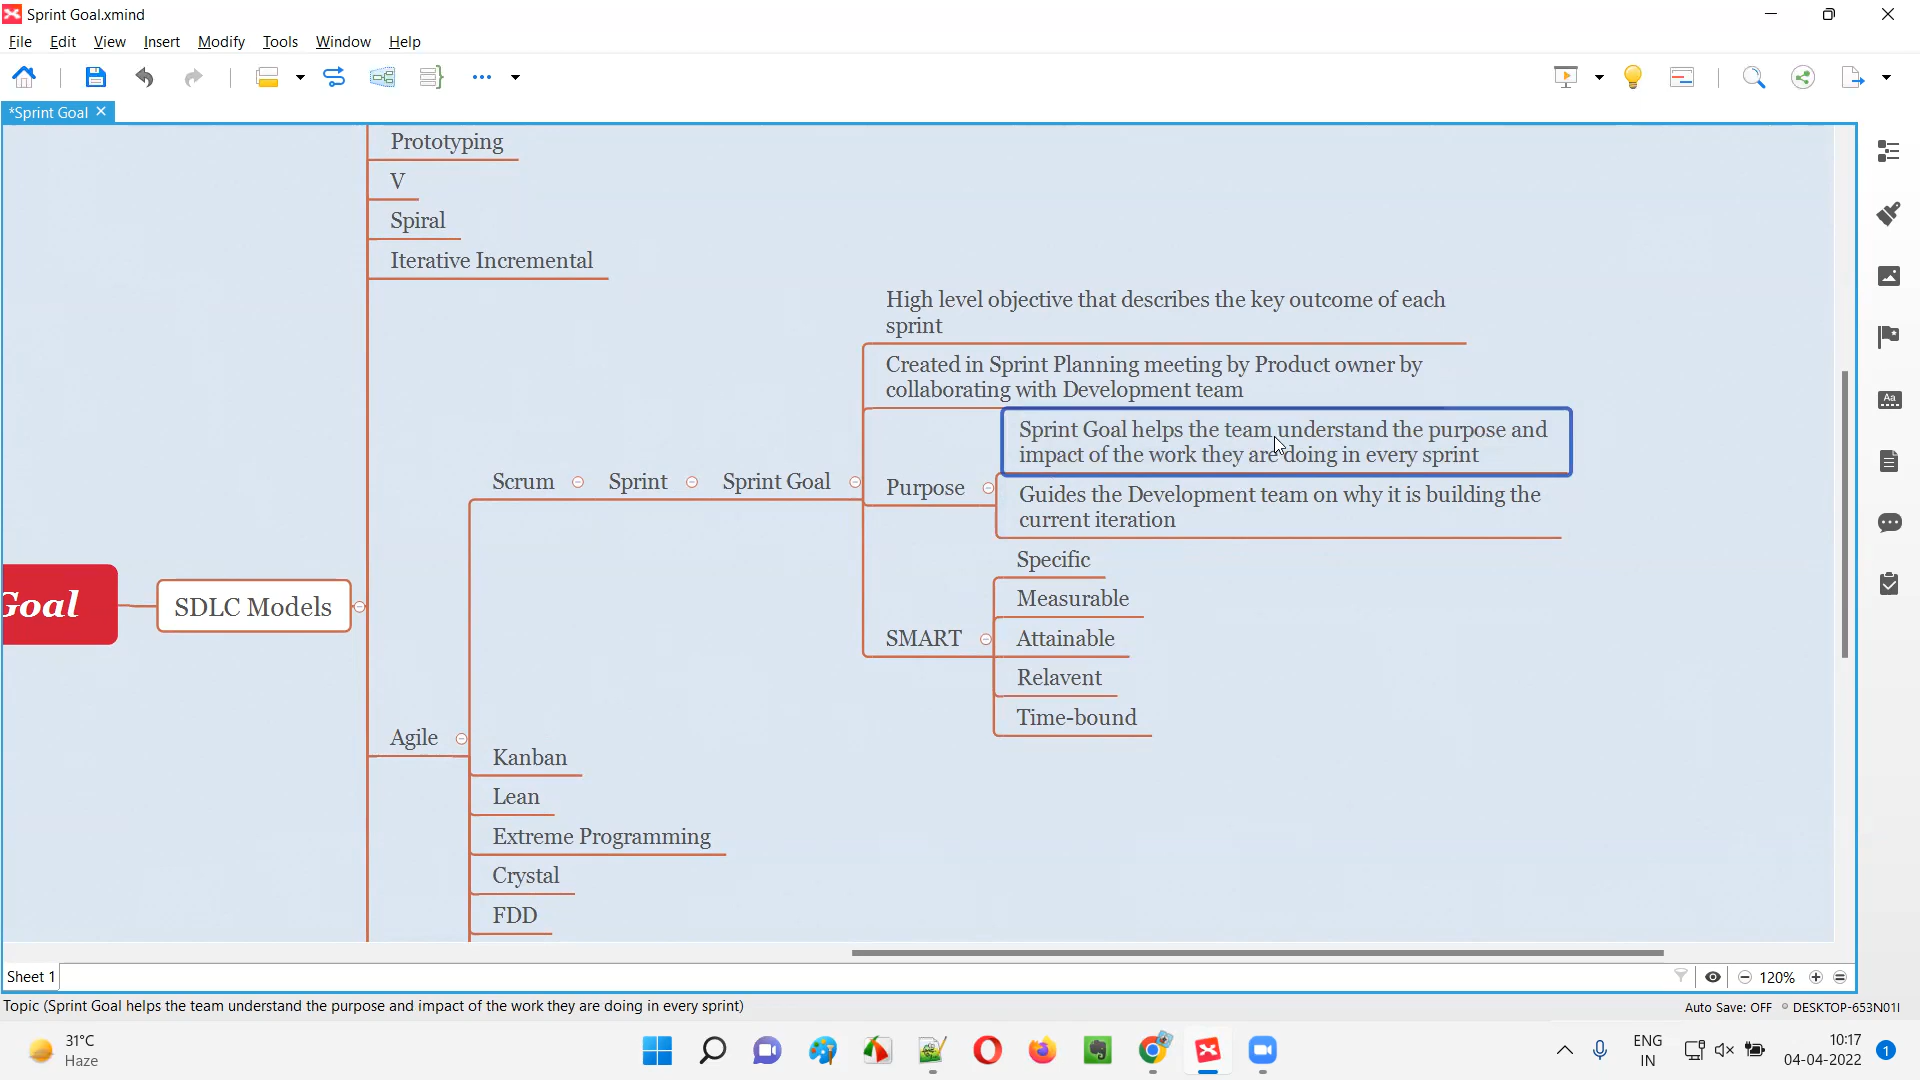 Sprint Goal.xmind
File Edit View Insert Modify Tools Window Help
*Sprint Goal
Prototyping
V
Spiral
Iterative Incremental
High level objective that describes the key outcome of each
sprint
Created in Sprint Planning meeting by Product owner by
collaborating with Development team
Sprint Goal helps the team understand the purpose and
impact of the work they are doing in every sprint
Scrum Sprint Sprint Goal Purpose
Guides the Development team on why it is building the
current iteration
Specific
Measurable
SMART Attainable
Relavent
Time-bound
Goal SDLC Models
Agile
Kanban
Lean
Extreme Programming
Crystal
FDD
Sheet 1
120%
Topic (Sprint Goal helps the team understand the purpose and impact of the work they are doing in every sprint)
Auto Save: OFF DESKTOP-653N01I
31°C
Haze
ENG
IN
10:17
04-04-2022
1